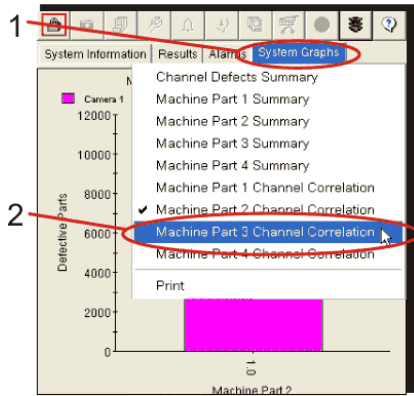 1
System Information Results Alarms System Graphs
Channel Defects Summary
Camera 1
Machine Part 1 Summary
12000
Machine Part 2 Summary
Machine Part 3 Summary
10000
Machine Part 4 Summary
Machine Part 1 Channel Correlation
8000
✔ Machine Part 2 Channel Correlation
2
Machine Part 3 Channel Correlation
6000
Machine Part 4 Channel Correlation
Defective Parts
4000
Print
2000
0
1.0
Machine Part 2